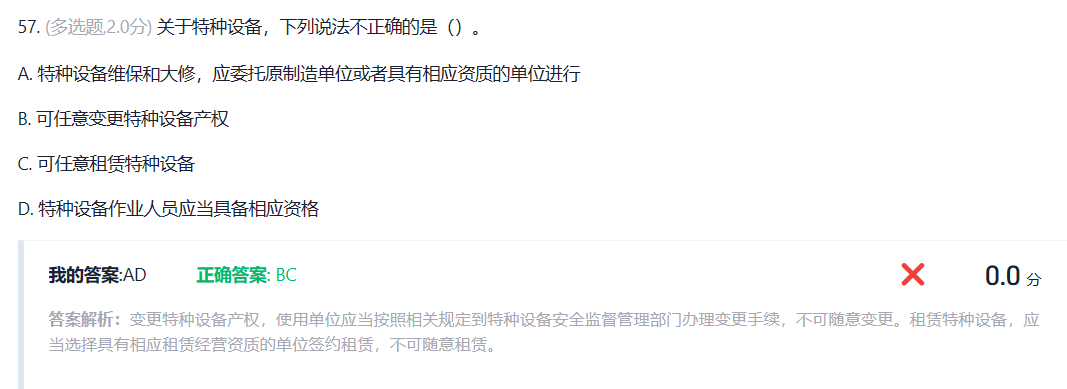 57. (多选题,2.0分) 关于特种设备，下列说法不正确的是（）。
A. 特种设备维保和大修，应委托原制造单位或者具有相应资质的单位进行
B. 可任意变更特种设备产权
C. 可任意租赁特种设备
D. 特种设备作业人员应当具备相应资格
我的答案:AD 正确答案: BC 0.0 分
答案解析：变更特种设备产权，使用单位应当按照相关规定到特种设备安全监督管理部门办理变更手续，不可随意变更。租赁特种设备，应
当选择具有相应租赁经营资质的单位签约租赁，不可随意租赁。